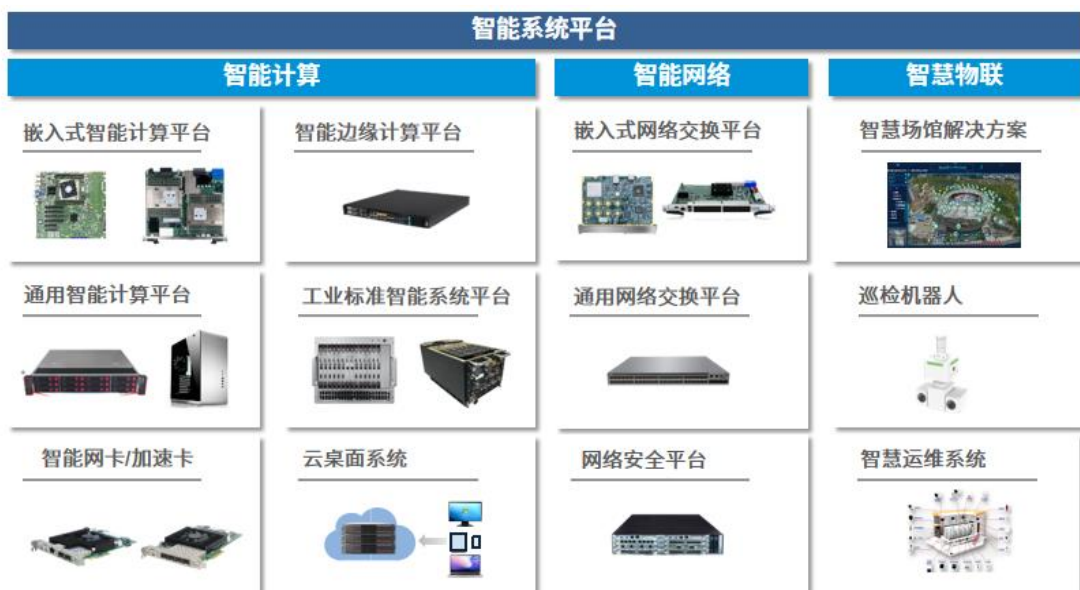 智能系统平台
智能计算
智能网络
智慧物联
嵌入式智能计算平台
智能边缘计算平台
嵌入式网络交换平台
智慧场馆解决方案
通用智能计算平台
工业标准智能系统平台
通用网络交换平台
巡检机器人
智能网卡/加速卡
云桌面系统
网络安全平台
智慧运维系统